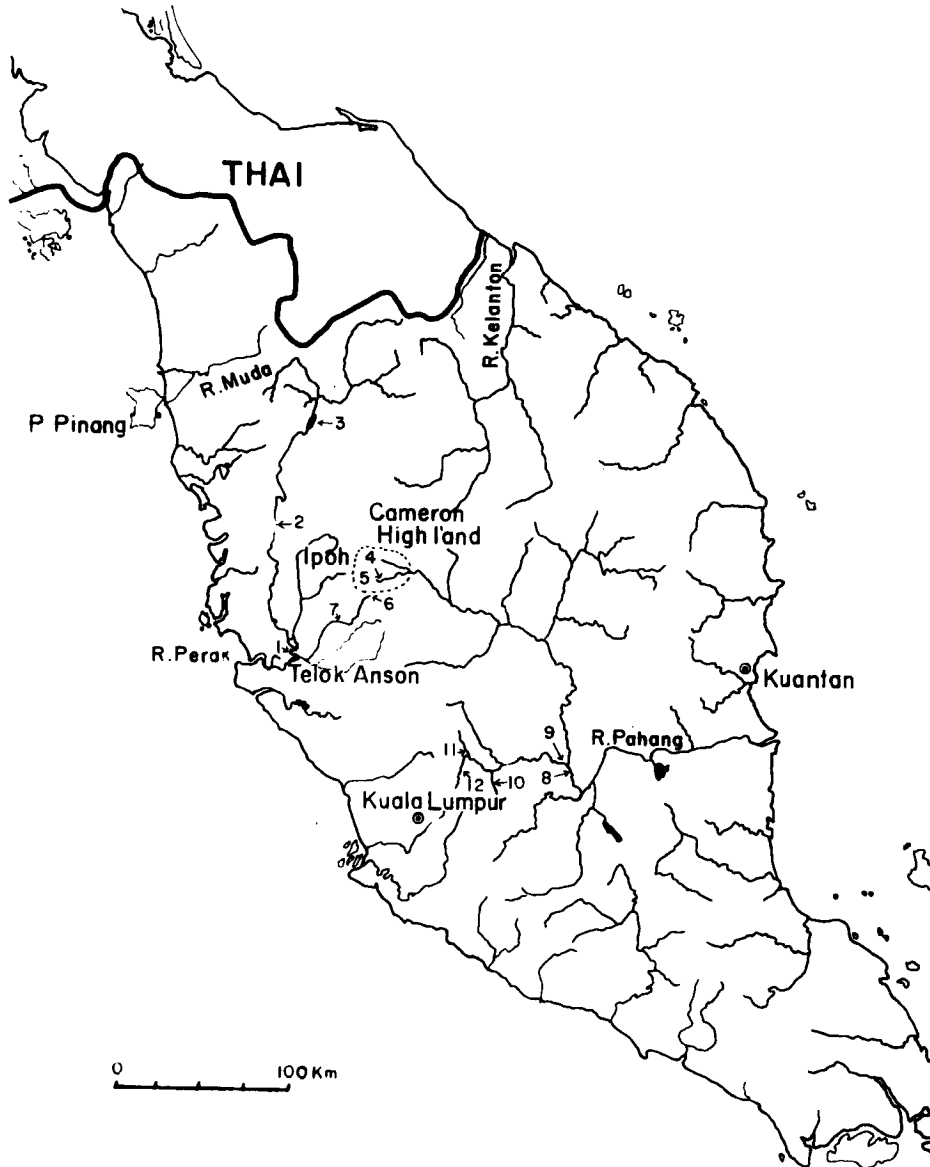 THAI
R. Kelantan
R. Muda
P. Pinang
3
2
Cameron
High land
Ipoh
4
5
6
7
1
R. Perak
Telok Anson
Kuantan
9
R. Pahang
11
8
12
10
Kuala Lumpur
0
100 Km